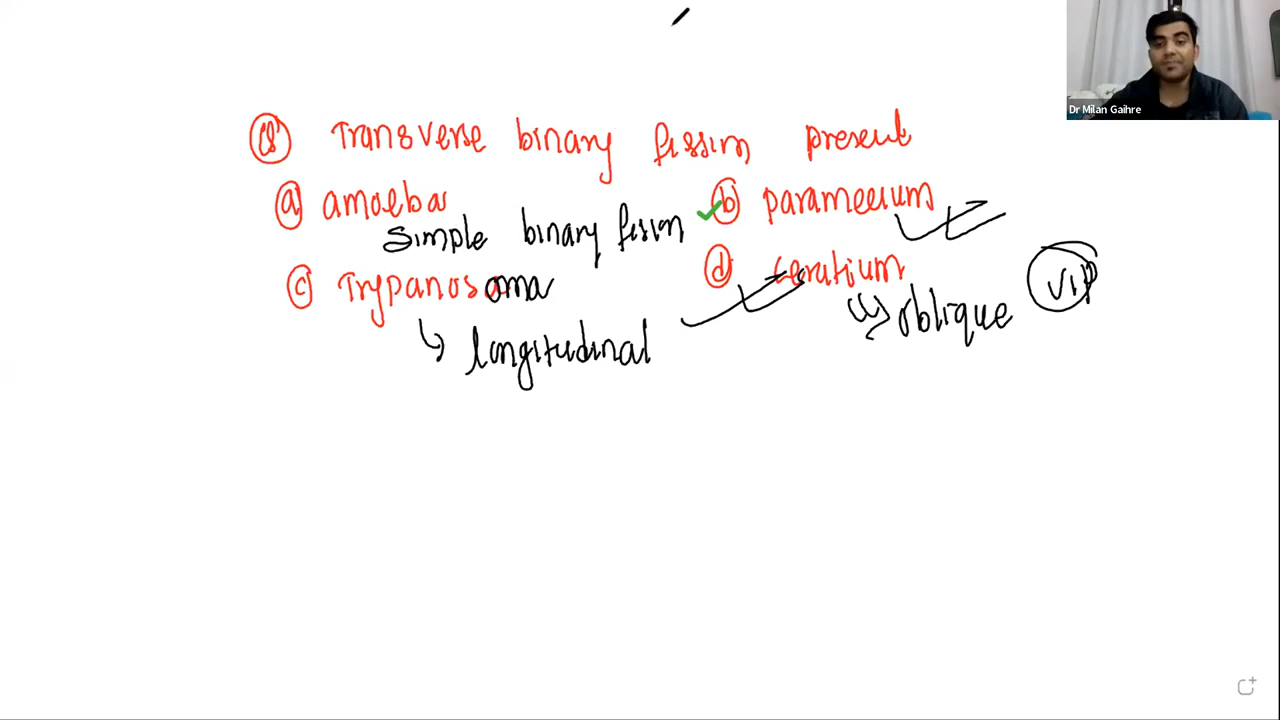 Dr Milan Gaihre
Q Transverse binary fission present
a amoeba
b paramecium
simple binary fission
c Trypanosoma
d ceratium
VIP
oblique
longitudinal